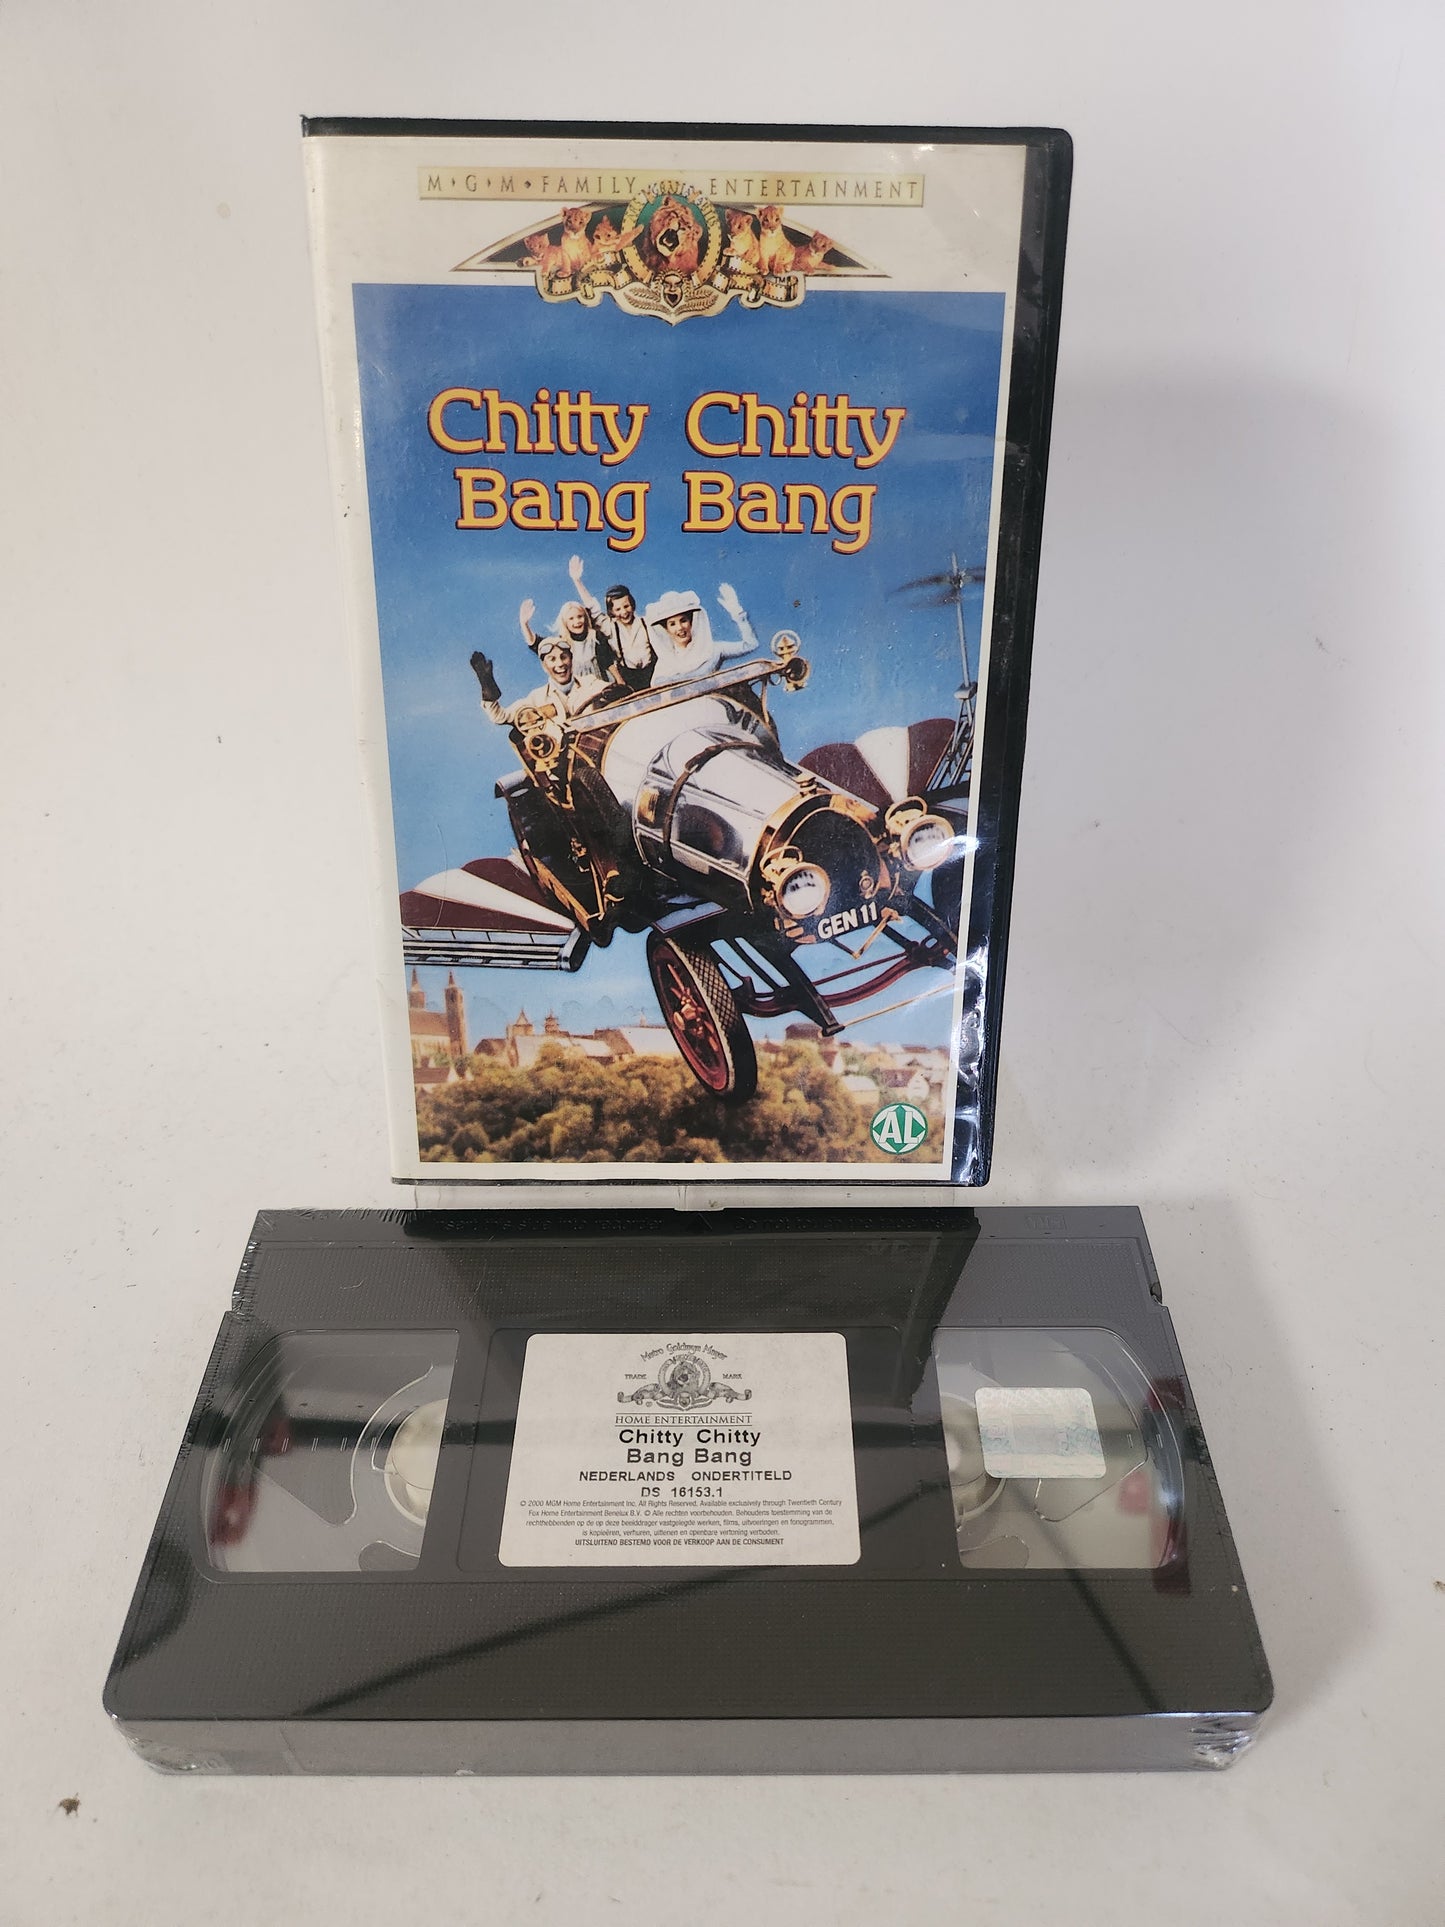 M•G•M•FAMILY ENTERTAINMENT
Chitty Chitty
Bang Bang
GEN 11
AL
Metro Goldwyn Mayer
TRADE MARK
HOME ENTERTAINMENT
Chitty Chitty
Bang Bang
NEDERLANDS ONDERTITELD
DS 16153.1
© 2000 MGM Home Entertainment Inc. All Rights Reserved. Available exclusively through Twentieth Century
Fox Home Entertainment Benelux B.V. © Alle rechten voorbehouden. Behoudens toestemming van de
rechthebbenden op de op deze beelddrager vastgelegde werken, films, uitvoeringen en fonogrammen,
is kopieëren, verhuren, uitlenen en openbare vertoning verboden.
UITSLUITEND BESTEMD VOOR DE VERKOOP AAN DE CONSUMENT